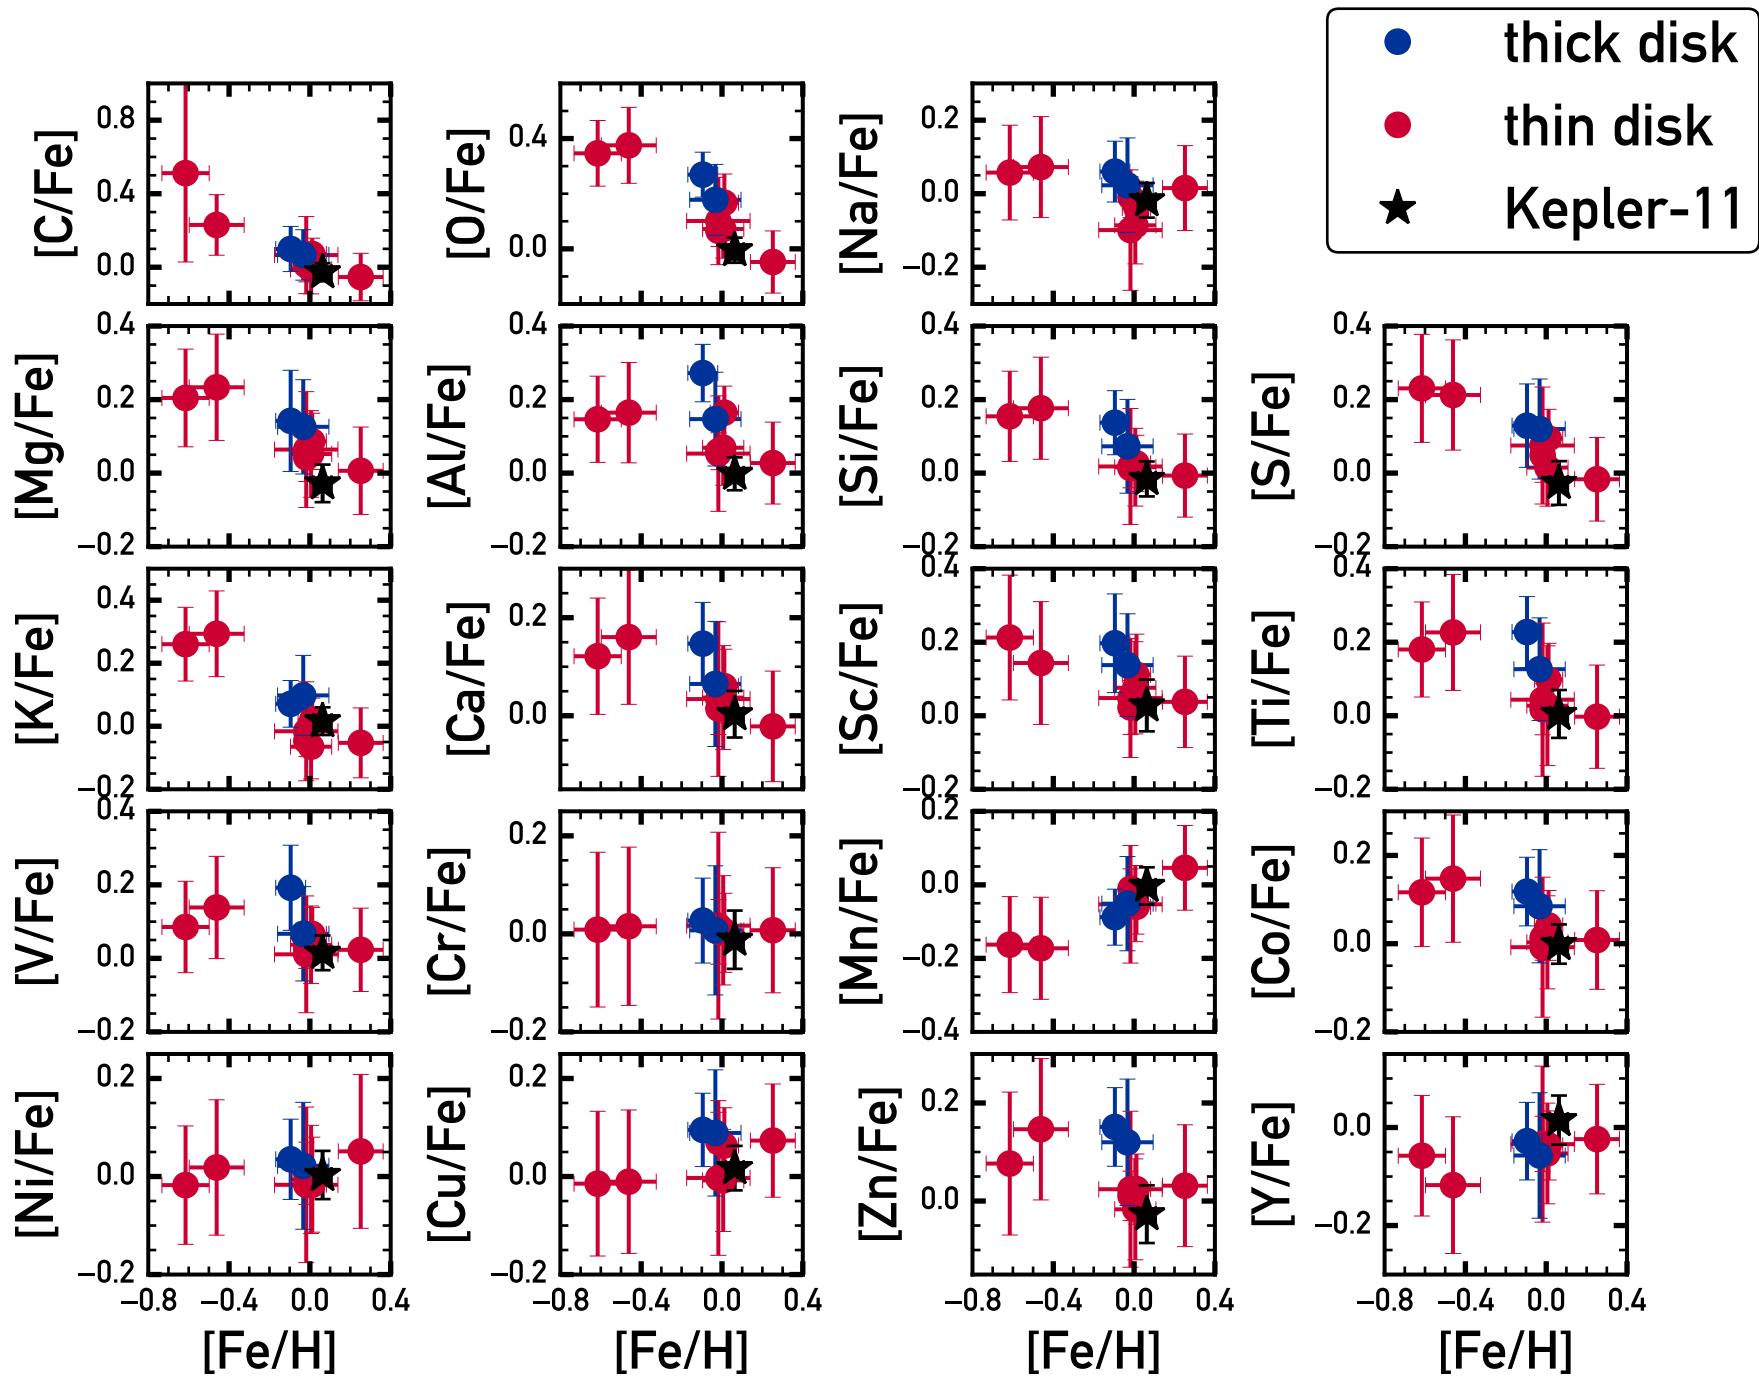 thick disk
thin disk
Kepler-11
[C/Fe]
0.8
0.4
0.0
[O/Fe]
0.4
0.0
[Na/Fe]
0.2
0.0
−0.2
[Mg/Fe]
0.4
0.2
0.0
−0.2
[Al/Fe]
0.4
0.2
0.0
−0.2
[Si/Fe]
0.4
0.2
0.0
−0.2
[S/Fe]
0.4
0.2
0.0
−0.2
[K/Fe]
0.4
0.2
0.0
−0.2
[Ca/Fe]
0.2
0.0
[Sc/Fe]
0.4
0.2
0.0
−0.2
[Ti/Fe]
0.4
0.2
0.0
−0.2
[V/Fe]
0.4
0.2
0.0
−0.2
[Cr/Fe]
0.2
0.0
−0.2
[Mn/Fe]
0.2
0.0
−0.2
−0.4
[Co/Fe]
0.2
0.0
−0.2
[Ni/Fe]
0.2
0.0
−0.2
[Cu/Fe]
0.2
0.0
−0.2
[Zn/Fe]
0.2
0.0
[Y/Fe]
0.0
−0.2
−0.8 −0.4 0.0 0.4
−0.8 −0.4 0.0 0.4
−0.8 −0.4 0.0 0.4
−0.8 −0.4 0.0 0.4
[Fe/H]
[Fe/H]
[Fe/H]
[Fe/H]